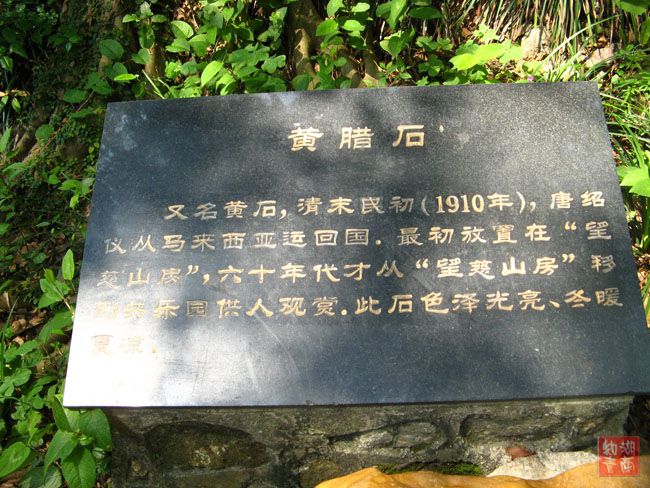 黄腊石
又名黄石，清末民初（1910年），唐绍
仪从马来西亚运回国．最初放置在“望
慈山房”，六十年代才从“望慈山房”移
乐园供人观赏．此石色泽光亮、冬暖
夏凉．